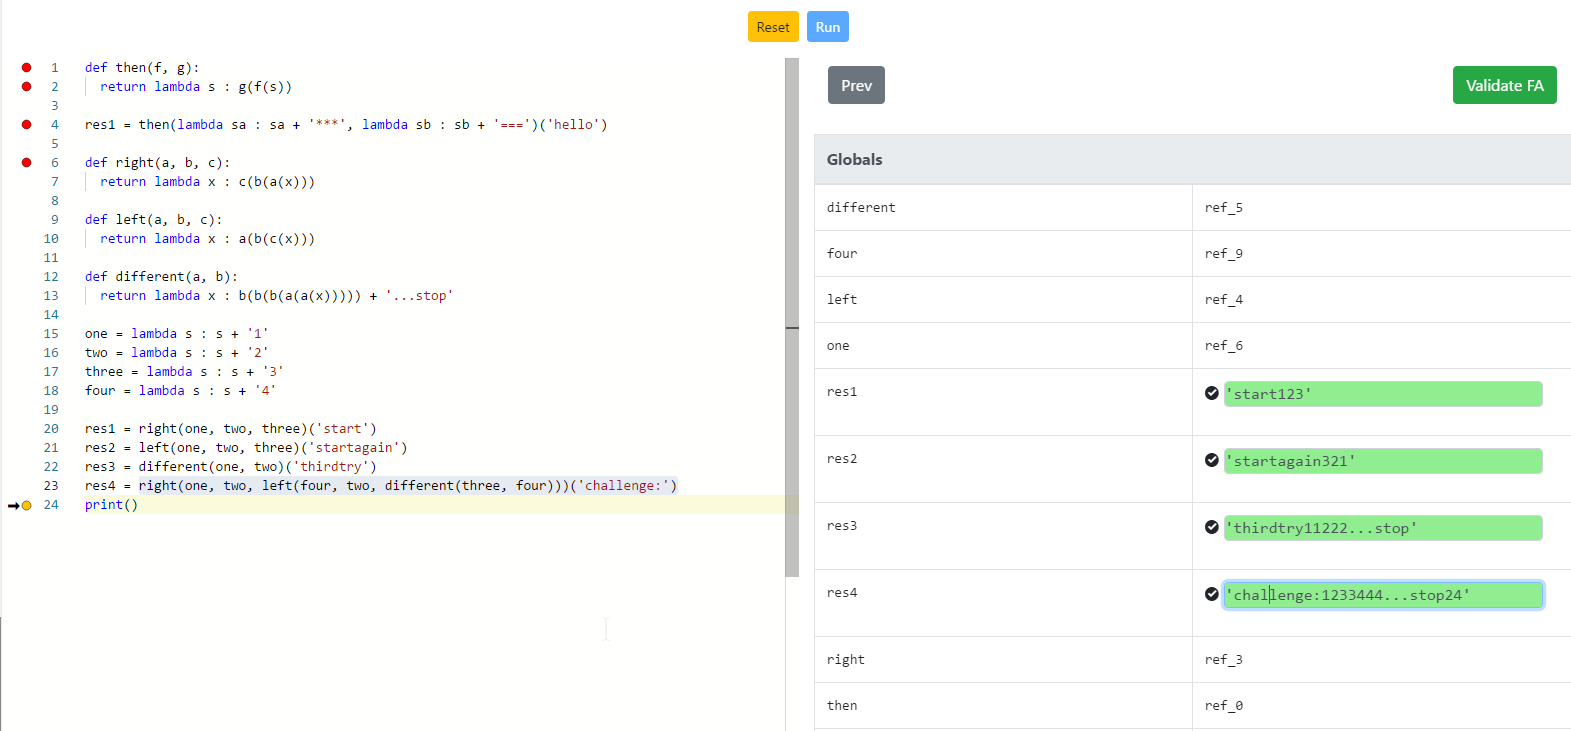 Reset Run
1 def then(f, g):
2 return lambda s : g(f(s))
3
4 res1 = then(lambda sa : sa + '***', lambda sb : sb + '===')('hello')
5
6 def right(a, b, c):
7 return lambda x : c(b(a(x)))
8
9 def left(a, b, c):
10 return lambda x : a(b(c(x)))
11
12 def different(a, b):
13 return lambda x : b(b(b(a(a(x))))) + '...stop'
14
15 one = lambda s : s + '1'
16 two = lambda s : s + '2'
17 three = lambda s : s + '3'
18 four = lambda s : s + '4'
19
20 res1 = right(one, two, three)('start')
21 res2 = left(one, two, three)('startagain')
22 res3 = different(one, two)('thirdtry')
23 res4 = right(one, two, left(four, two, different(three, four)))('challenge:')
24 print()
Prev
Validate FA
Globals
different ref_5
four ref_9
left ref_4
one ref_6
res1 'start123'
res2 'startagain321'
res3 'thirdtry11222...stop'
res4 'challenge:1233444...stop24'
right ref_3
then ref_0